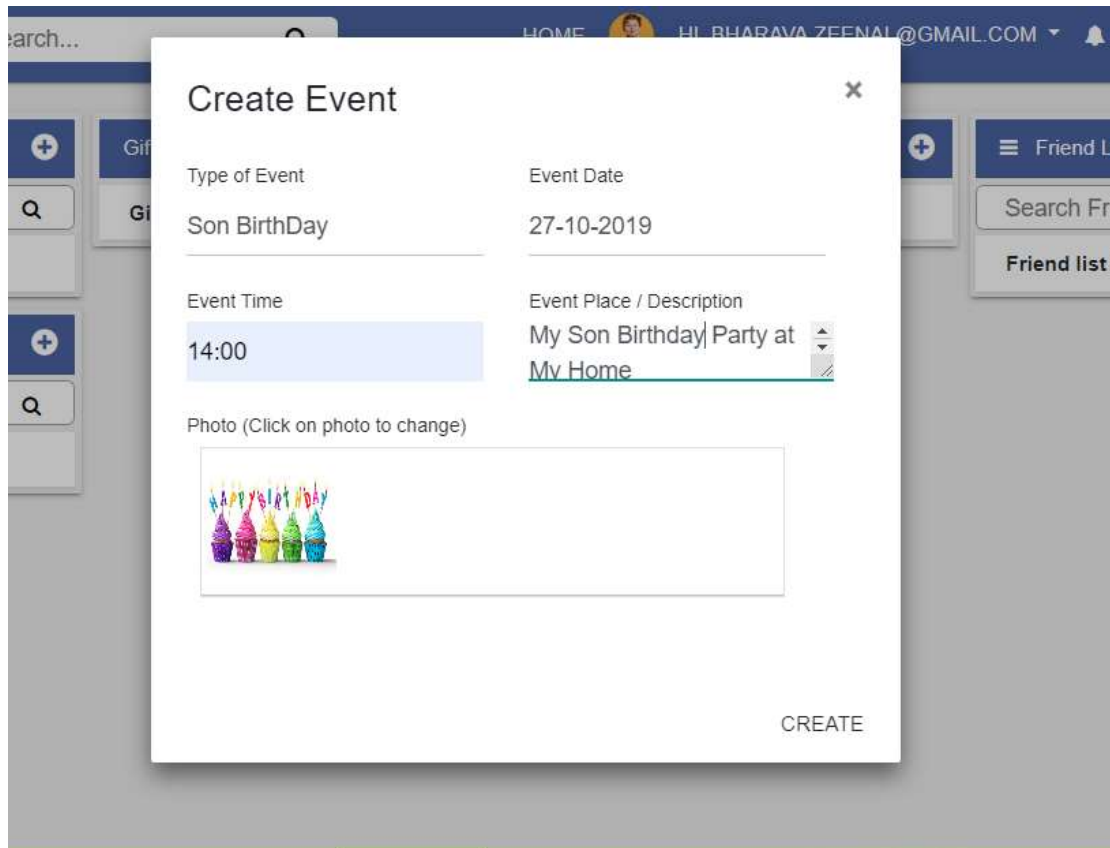 earch...
HOME
HI, BHARAVA.ZEENAL@GMAIL.COM
Create Event
×
Gif
Friend L
Type of Event
Event Date
Gi
Son BirthDay
27-10-2019
Search Fr
Friend list
Event Time
Event Place / Description
14:00
My Son Birthday Party at
My Home
Photo (Click on photo to change)
HAPPY BIRTHDAY
CREATE